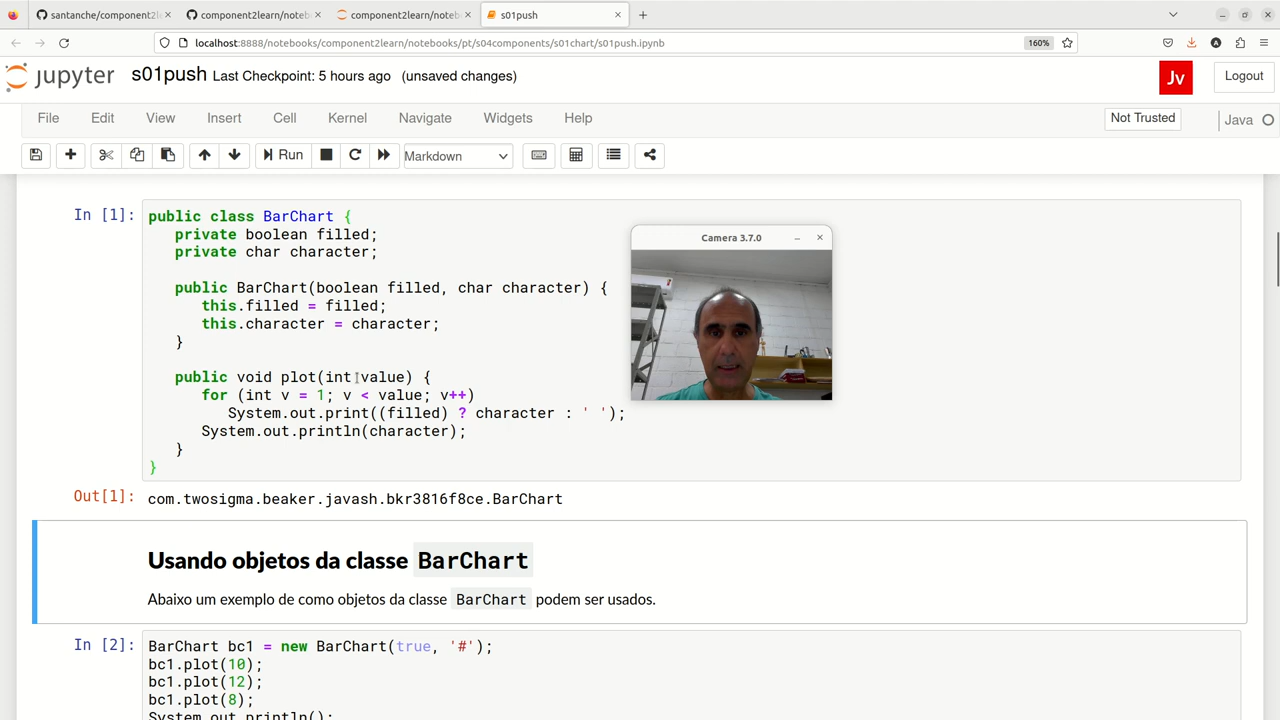 santanche/component2l
component2learn/noteb
component2learn/noteb
s01push
localhost:8888/notebooks/component2learn/notebooks/pt/s04components/s01chart/s01push.ipynb
160%
jupyter s01push Last Checkpoint: 5 hours ago (unsaved changes)
Jv
Logout
File Edit View Insert Cell Kernel Navigate Widgets Help
Not Trusted
Java
Run
Markdown
In [1]:
public class BarChart {
private boolean filled;
private char character;
public BarChart(boolean filled, char character) {
this.filled = filled;
this.character = character;
}
public void plot(int value) {
for (int v = 1; v < value; v++)
System.out.print((filled) ? character : ' ');
System.out.println(character);
}
}
Camera 3.7.0
Out[1]: com.twosigma.beaker.javash.bkr3816f8ce.BarChart
Usando objetos da classe BarChart
Abaixo um exemplo de como objetos da classe BarChart podem ser usados.
In [2]:
BarChart bc1 = new BarChart(true, '#');
bc1.plot(10);
bc1.plot(12);
bc1.plot(8);
System.out.println();